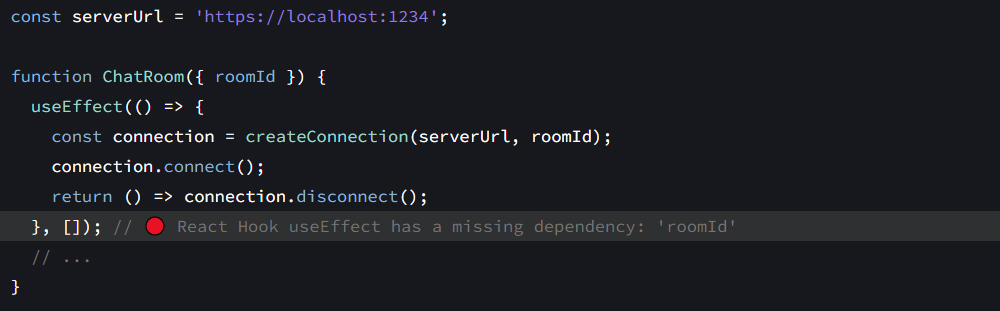 const serverUrl = 'https://localhost:1234';
function ChatRoom({ roomId }) {
  useEffect(() => {
    const connection = createConnection(serverUrl, roomId);
    connection.connect();
    return () => connection.disconnect();
  }, []); // 🔴 React Hook useEffect has a missing dependency: 'roomId'
  // ...
}